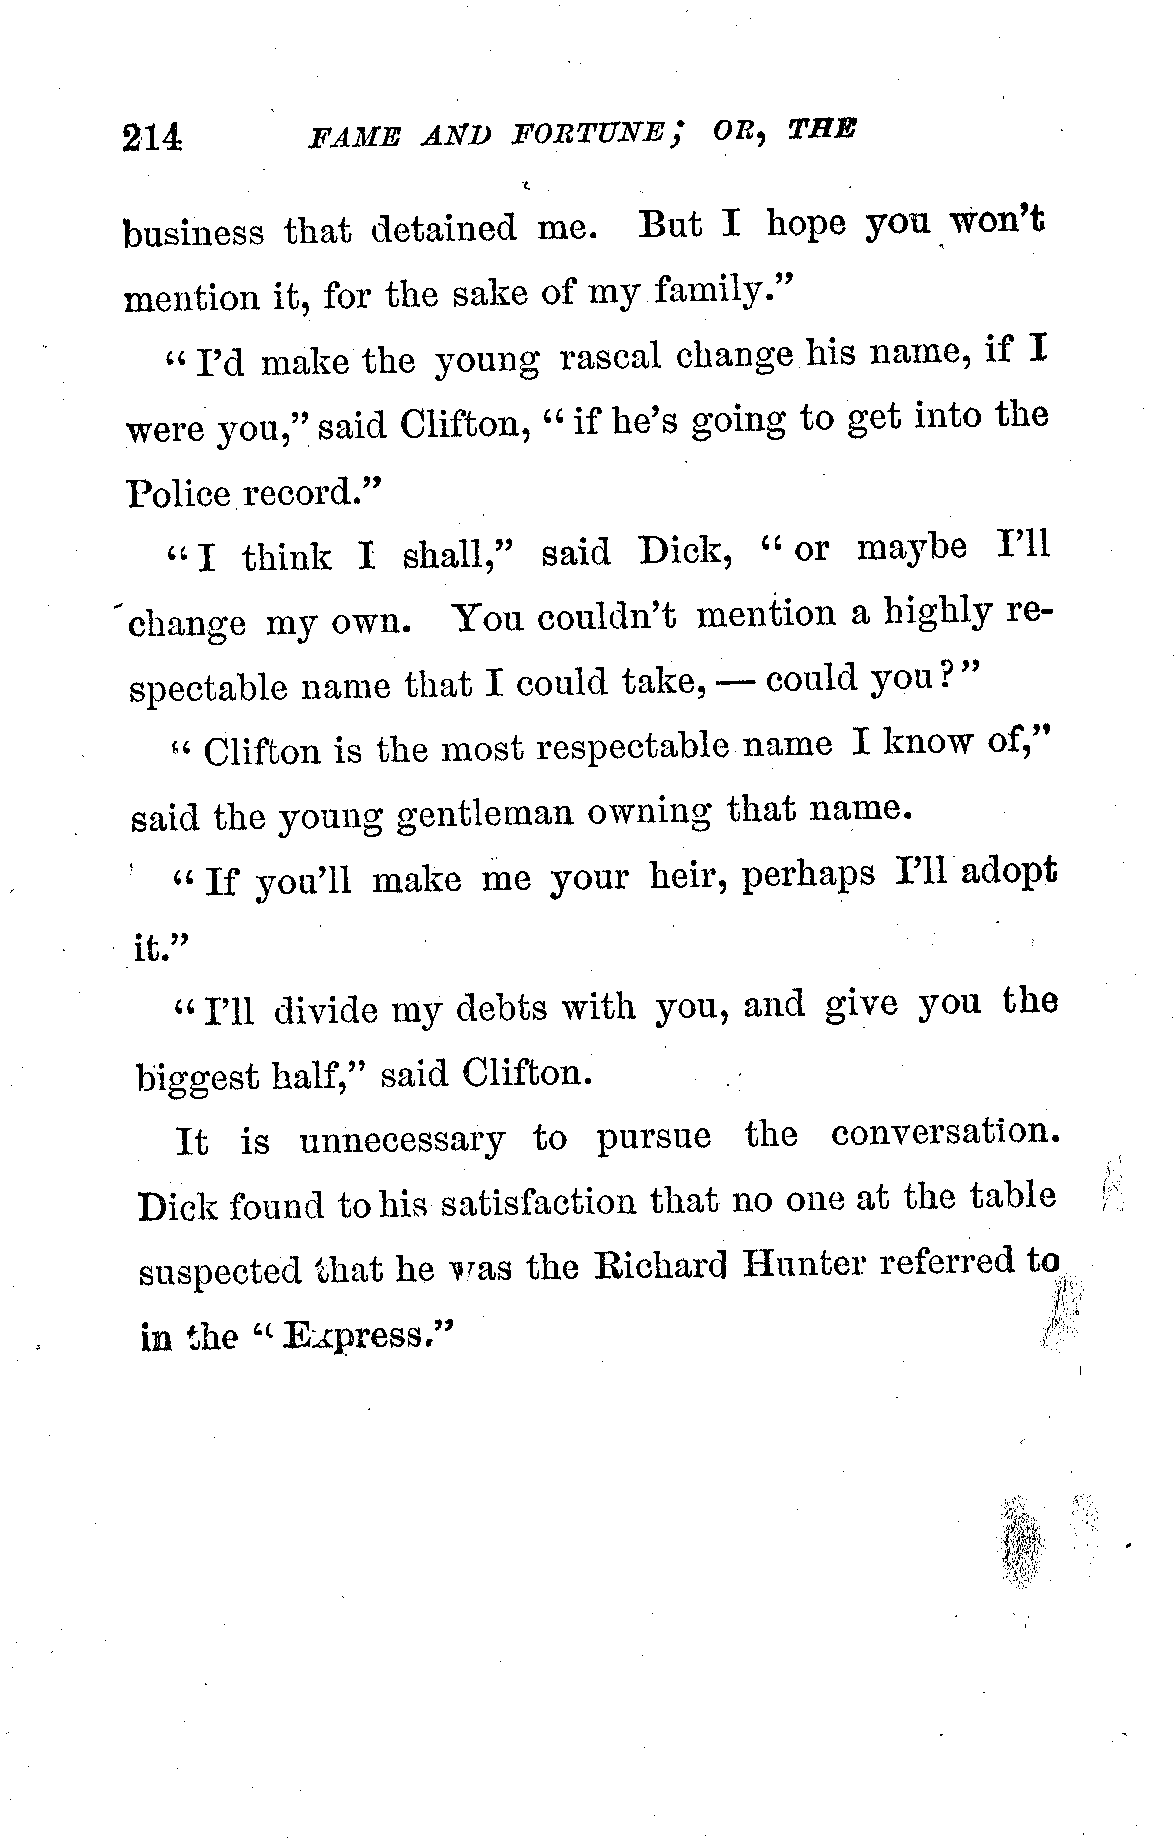 214 FAME AND FORTUNE; OR, THE
business that detained me. But I hope you won't
mention it, for the sake of my family."
"I'd make the young rascal change his name, if I
were you," said Clifton, "if he's going to get into the
Police record."
"I think I shall," said Dick, "or maybe I'll
change my own. You couldn't mention a highly re-
spectable name that I could take, — could you?"
"Clifton is the most respectable name I know of,"
said the young gentleman owning that name.
"If you'll make me your heir, perhaps I'll adopt
it."
"I'll divide my debts with you, and give you the
biggest half," said Clifton.
It is unnecessary to pursue the conversation.
Dick found to his satisfaction that no one at the table
suspected that he was the Richard Hunter referred to
in the "Express."